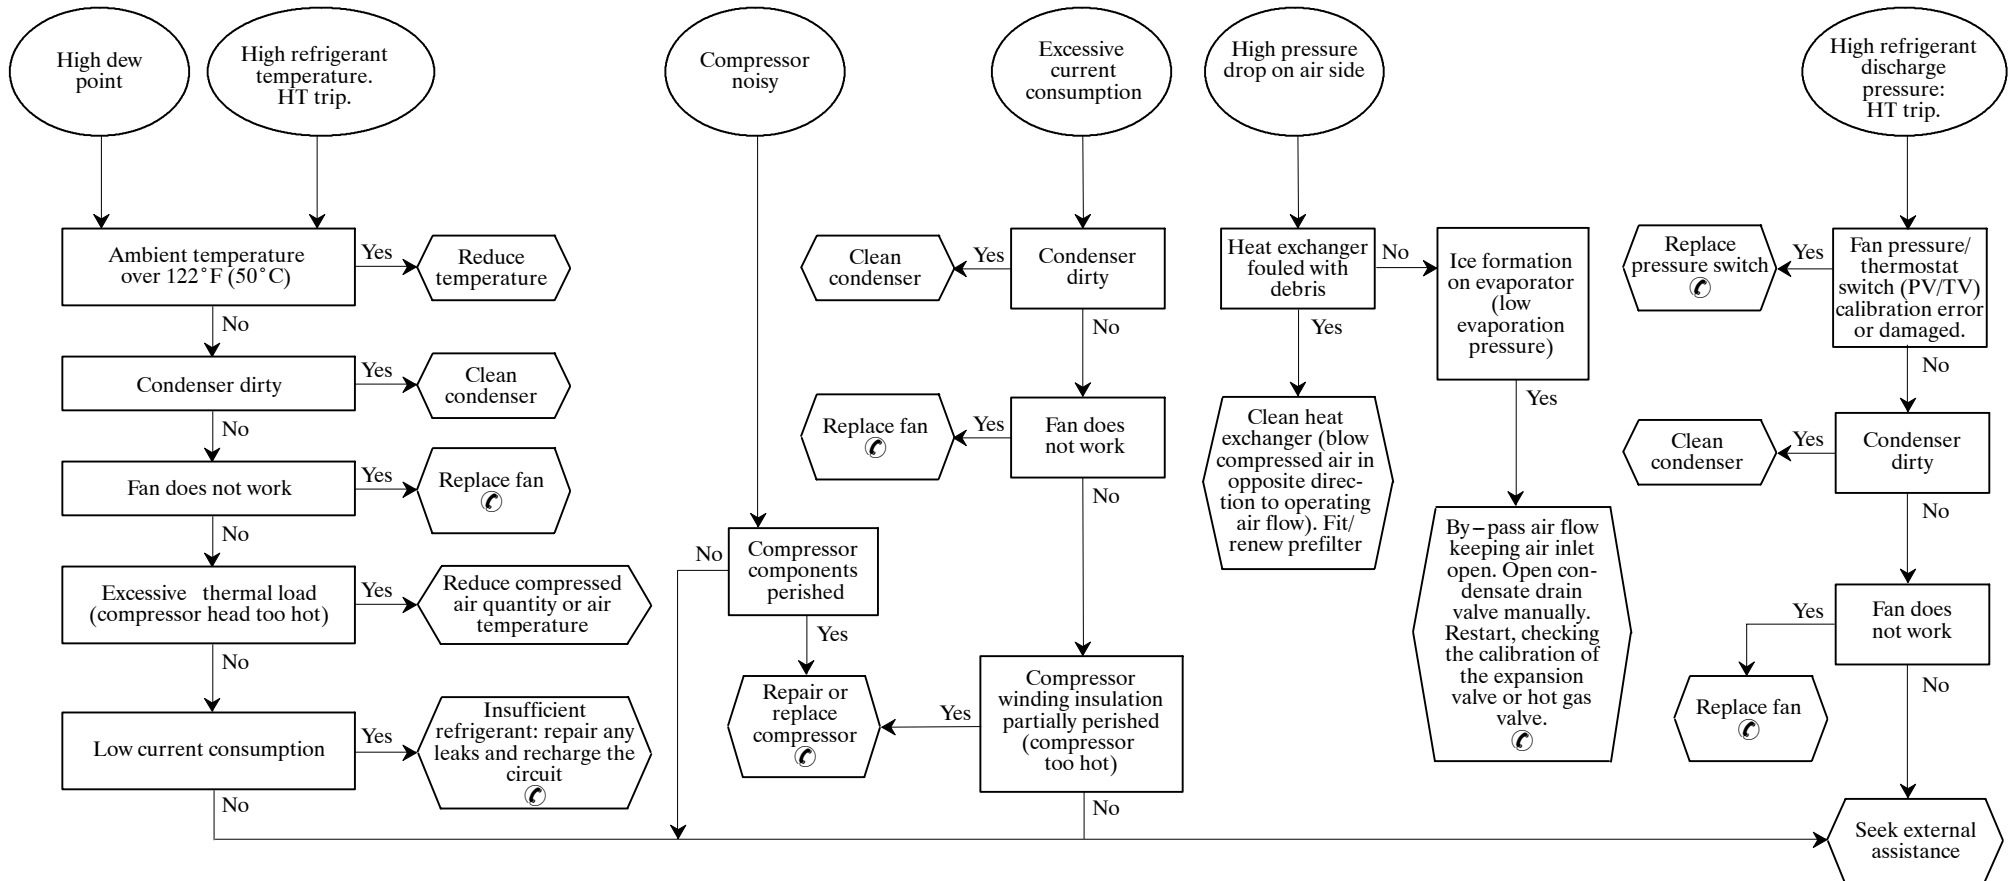 High dew
point
High refrigerant
temperature.
HT trip.
Compressor
noisy
Excessive
current
consumption
High pressure
drop on air side
High refrigerant
discharge
pressure:
HT trip.
Ambient temperature
over 122°F (50°C)
Yes
Reduce
temperature
No
Condenser dirty
Yes
Clean
condenser
No
Fan does not work
Yes
Replace fan
No
Excessive thermal load
(compressor head too hot)
Yes
Reduce compressed
air quantity or air
temperature
No
Low current consumption
Yes
Insufficient
refrigerant: repair any
leaks and recharge the
circuit
No
No
Compressor
components
perished
Yes
Repair or
replace
compressor
Clean
condenser
Yes
Condenser
dirty
No
Replace fan
Yes
Fan does
not work
No
Compressor
winding insulation
partially perished
(compressor
too hot)
Yes
No
Heat exchanger
fouled with
debris
No
Yes
Clean heat
exchanger (blow
compressed air in
opposite direc-
tion to operating
air flow). Fit/
renew prefilter
Ice formation
on evaporator
(low
evaporation
pressure)
Yes
By-pass air flow
keeping air inlet
open. Open con-
densate drain
valve manually.
Restart, checking
the calibration of
the expansion
valve or hot gas
valve.
Replace
pressure switch
Yes
Fan pressure/
thermostat
switch (PV/TV)
calibration error
or damaged.
No
Clean
condenser
Yes
Condenser
dirty
No
Yes
Fan does
not work
Replace fan
No
Seek external
assistance